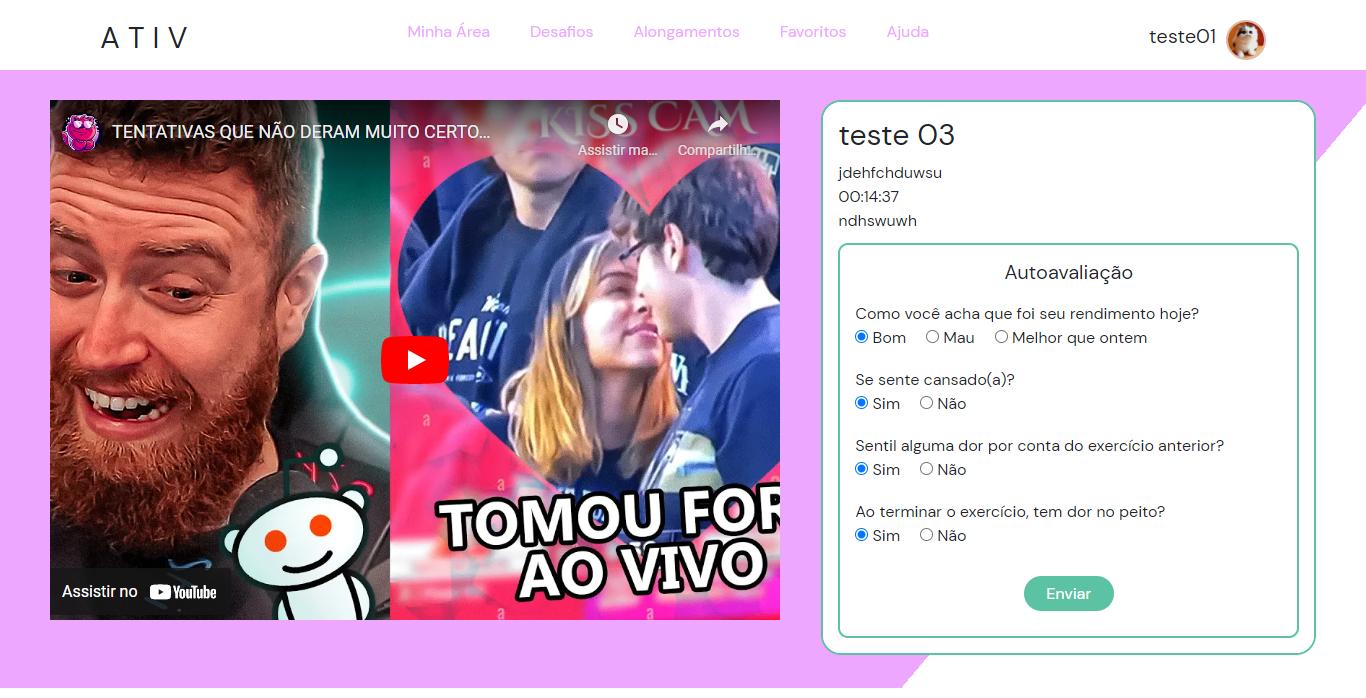 ATIV
Minha Área Desafios Alongamentos Favoritos Ajuda
teste01
TENTATIVAS QUE NÃO DERAM MUITO CERTO...
Assistir ma...
Compartilh...
KISS CAM
TOMOU FOR
AO VIVO
Assistir no YouTube
teste 03
jdehfchduwsu
00:14:37
ndhswuwh
Autoavaliação
Como você acha que foi seu rendimento hoje?
Bom Mau Melhor que ontem
Se sente cansado(a)?
Sim Não
Sentil alguma dor por conta do exercício anterior?
Sim Não
Ao terminar o exercício, tem dor no peito?
Sim Não
Enviar